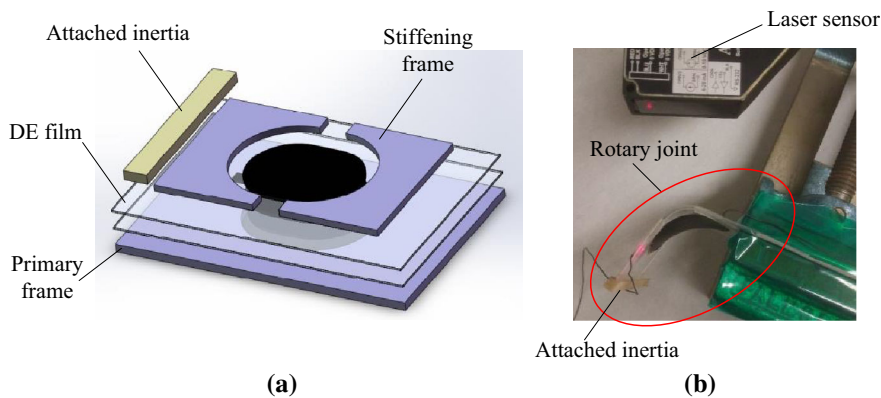 Attached inertia
Stiffening
frame
DE film
Primary
frame
(a)
Laser sensor
Rotary joint
Attached inertia
(b)